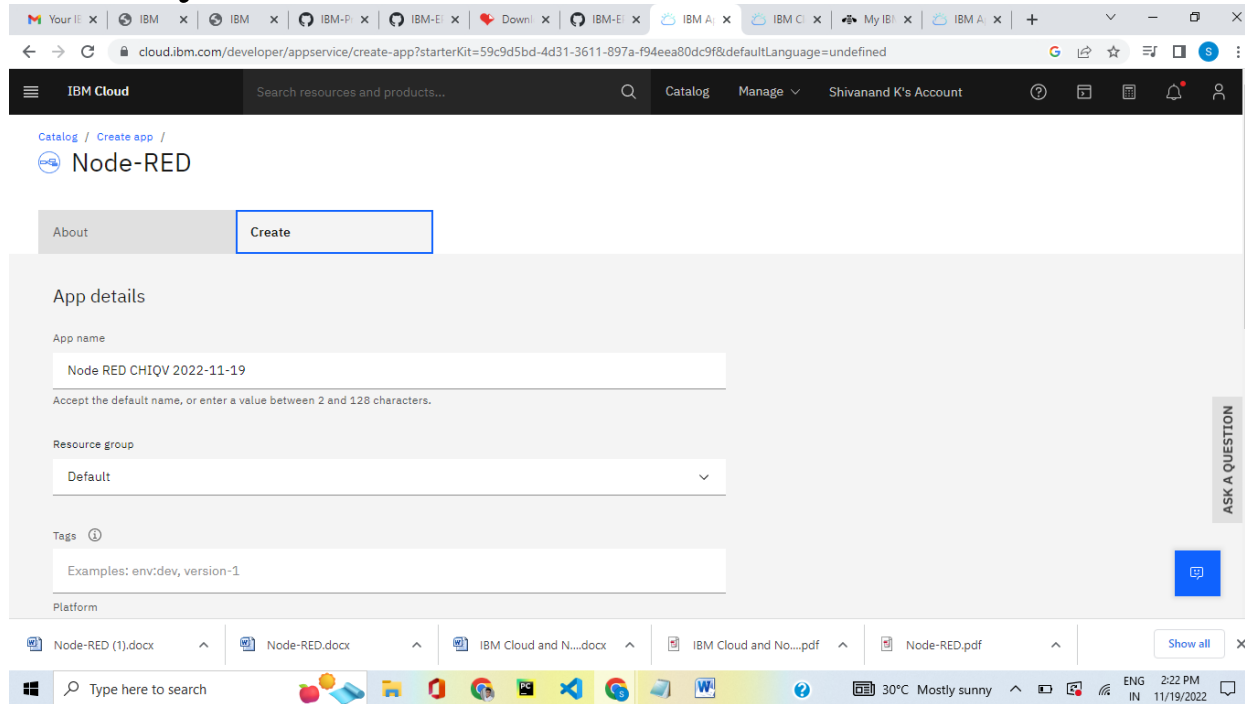 Your IE
IBM
IBM
IBM-P
IBM-E
Downl
IBM-E
IBM A
IBM C
My IB
IBM A
cloud.ibm.com/developer/appservice/create-app?starterKit=59c9d5bd-4d31-3611-897a-f94eea80dc9f&defaultLanguage=undefined
IBM Cloud
Search resources and products...
Catalog
Manage
Shivanand K's Account
Catalog / Create app /
Node-RED
About
Create
App details
App name
Node RED CHIQV 2022-11-19
Accept the default name, or enter a value between 2 and 128 characters.
Resource group
Default
Tags
Examples: env:dev, version-1
Platform
ASK A QUESTION
Node-RED (1).docx
Node-RED.docx
IBM Cloud and N....docx
IBM Cloud and No....pdf
Node-RED.pdf
Show all
Type here to search
30°C Mostly sunny
ENG
IN
2:22 PM
11/19/2022